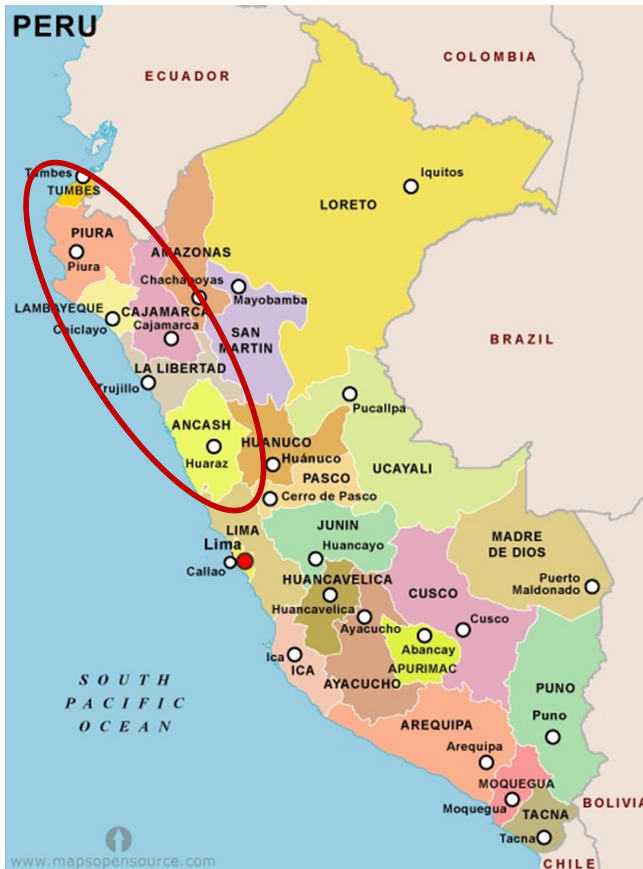 PERU
COLOMBIA
ECUADOR
Tumbes
TUMBES
Iquitos
LORETO
PIURA
Piura
AMAZONAS
Chachapoyas
Mayobamba
LAMBAYEQUE
CAJAMARCA
Chiclayo
Cajamarca
SAN
MARTIN
BRAZIL
LA LIBERTAD
Trujillo
Pucallpa
ANCASH
Huaraz
HUANUCO
Huánuco
UCAYALI
PASCO
Cerro de Pasco
LIMA
Lima
Callao
JUNIN
Huancayo
MADRE
DE DIOS
Puerto
Maldonado
HUANCAVELICA
Huancavelica
CUSCO
Cusco
Ayacucho
Abancay
APURIMAC
Ica
ICA
AYACUCHO
SOUTH
PACIFIC
OCEAN
PUNO
Puno
AREQUIPA
Arequipa
MOQUEGUA
Moquegua
BOLIVIA
TACNA
Tacna
CHILE
www.mapsopensource.com